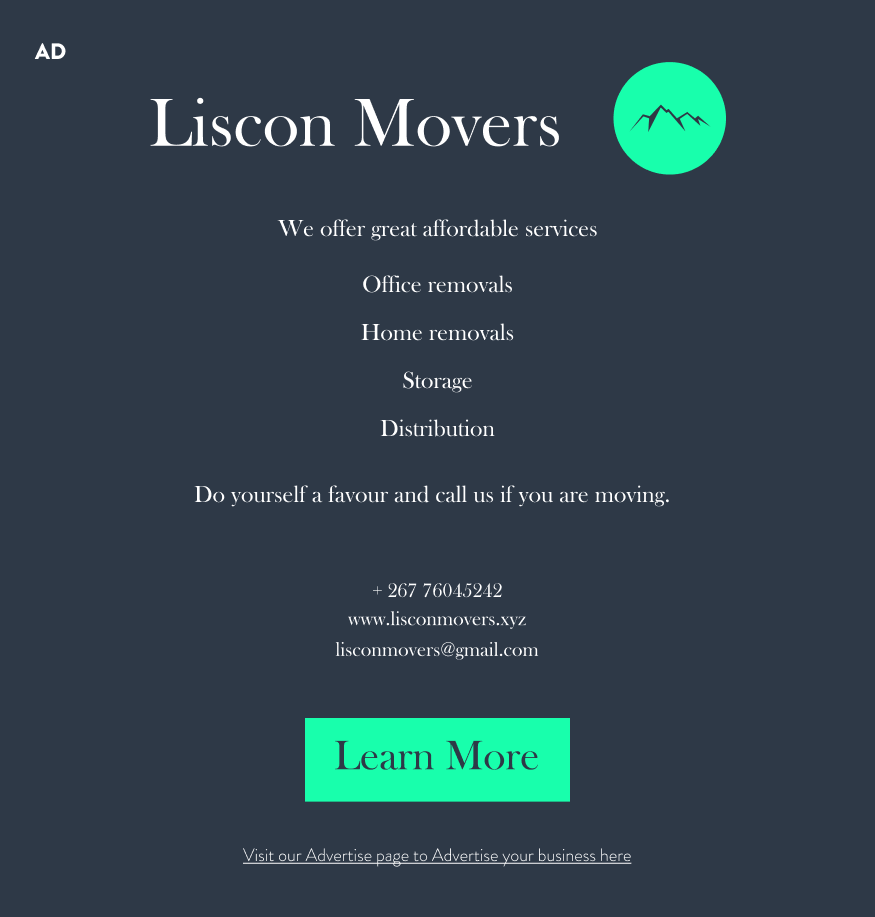 AD
Liscon Movers
We offer great affordable services
Office removals
Home removals
Storage
Distribution
Do yourself a favour and call us if you are moving.
+ 267 76045242
www.lisconmovers.xyz
lisconmovers@gmail.com
Learn More
Visit our Advertise page to Advertise your business here